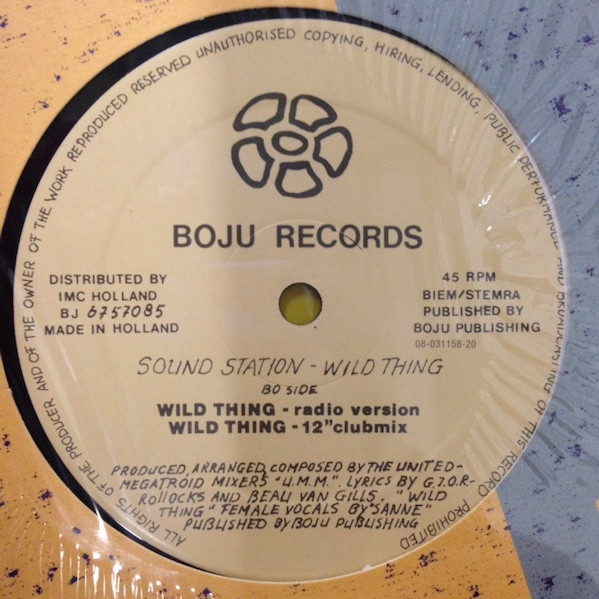 ALL RIGHTS OF THE PRODUCER AND OF THE OWNER OF THE WORK REPRODUCED RESERVED UNAUTHORISED COPYING, HIRING, LENDING, PUBLIC PERFORMANCE AND BROADCASTING OF THIS RECORD PROHIBITED
BOJU RECORDS
DISTRIBUTED BY
IMC HOLLAND
BJ 6757085
MADE IN HOLLAND
45 RPM
BIEM/STEMRA
PUBLISHED BY
BOJU PUBLISHING
08-031158-20
SOUND STATION - WILD THING
BO SIDE
WILD THING - radio version
WILD THING - 12" clubmix
PRODUCED, ARRANGED, COMPOSED BY THE UNITED-
MEGATROID MIXERS "U.M.M." LYRICS BY G.T.O.R-
ROLLOCKS AND BEAU VAN GILLS. "WILD
THING" FEMALE VOCALS BY "SANNE"
PUBLISHED BY BOJU PUBLISHING